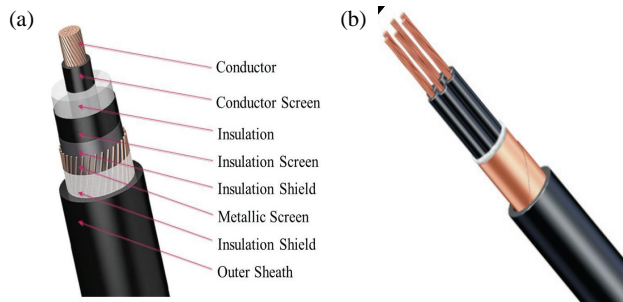 (a)
Conductor
Conductor Screen
Insulation
Insulation Screen
Insulation Shield
Metallic Screen
Insulation Shield
Outer Sheath
(b)